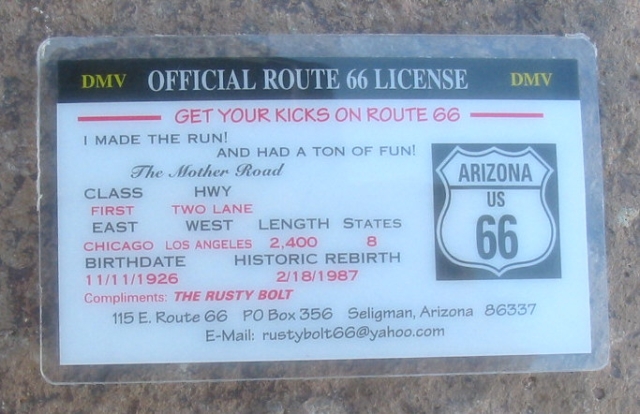 DMV OFFICIAL ROUTE 66 LICENSE DMV
GET YOUR KICKS ON ROUTE 66
I MADE THE RUN!
AND HAD A TON OF FUN!
The Mother Road
CLASS HWY
FIRST TWO LANE
EAST WEST LENGTH STATES
CHICAGO LOS ANGELES 2,400 8
BIRTHDATE HISTORIC REBIRTH
11/11/1926 2/18/1987
Compliments: THE RUSTY BOLT
115 E. Route 66 PO Box 356 Seligman, Arizona 86337
E-Mail: rustybolt66@yahoo.com
ARIZONA
US
66